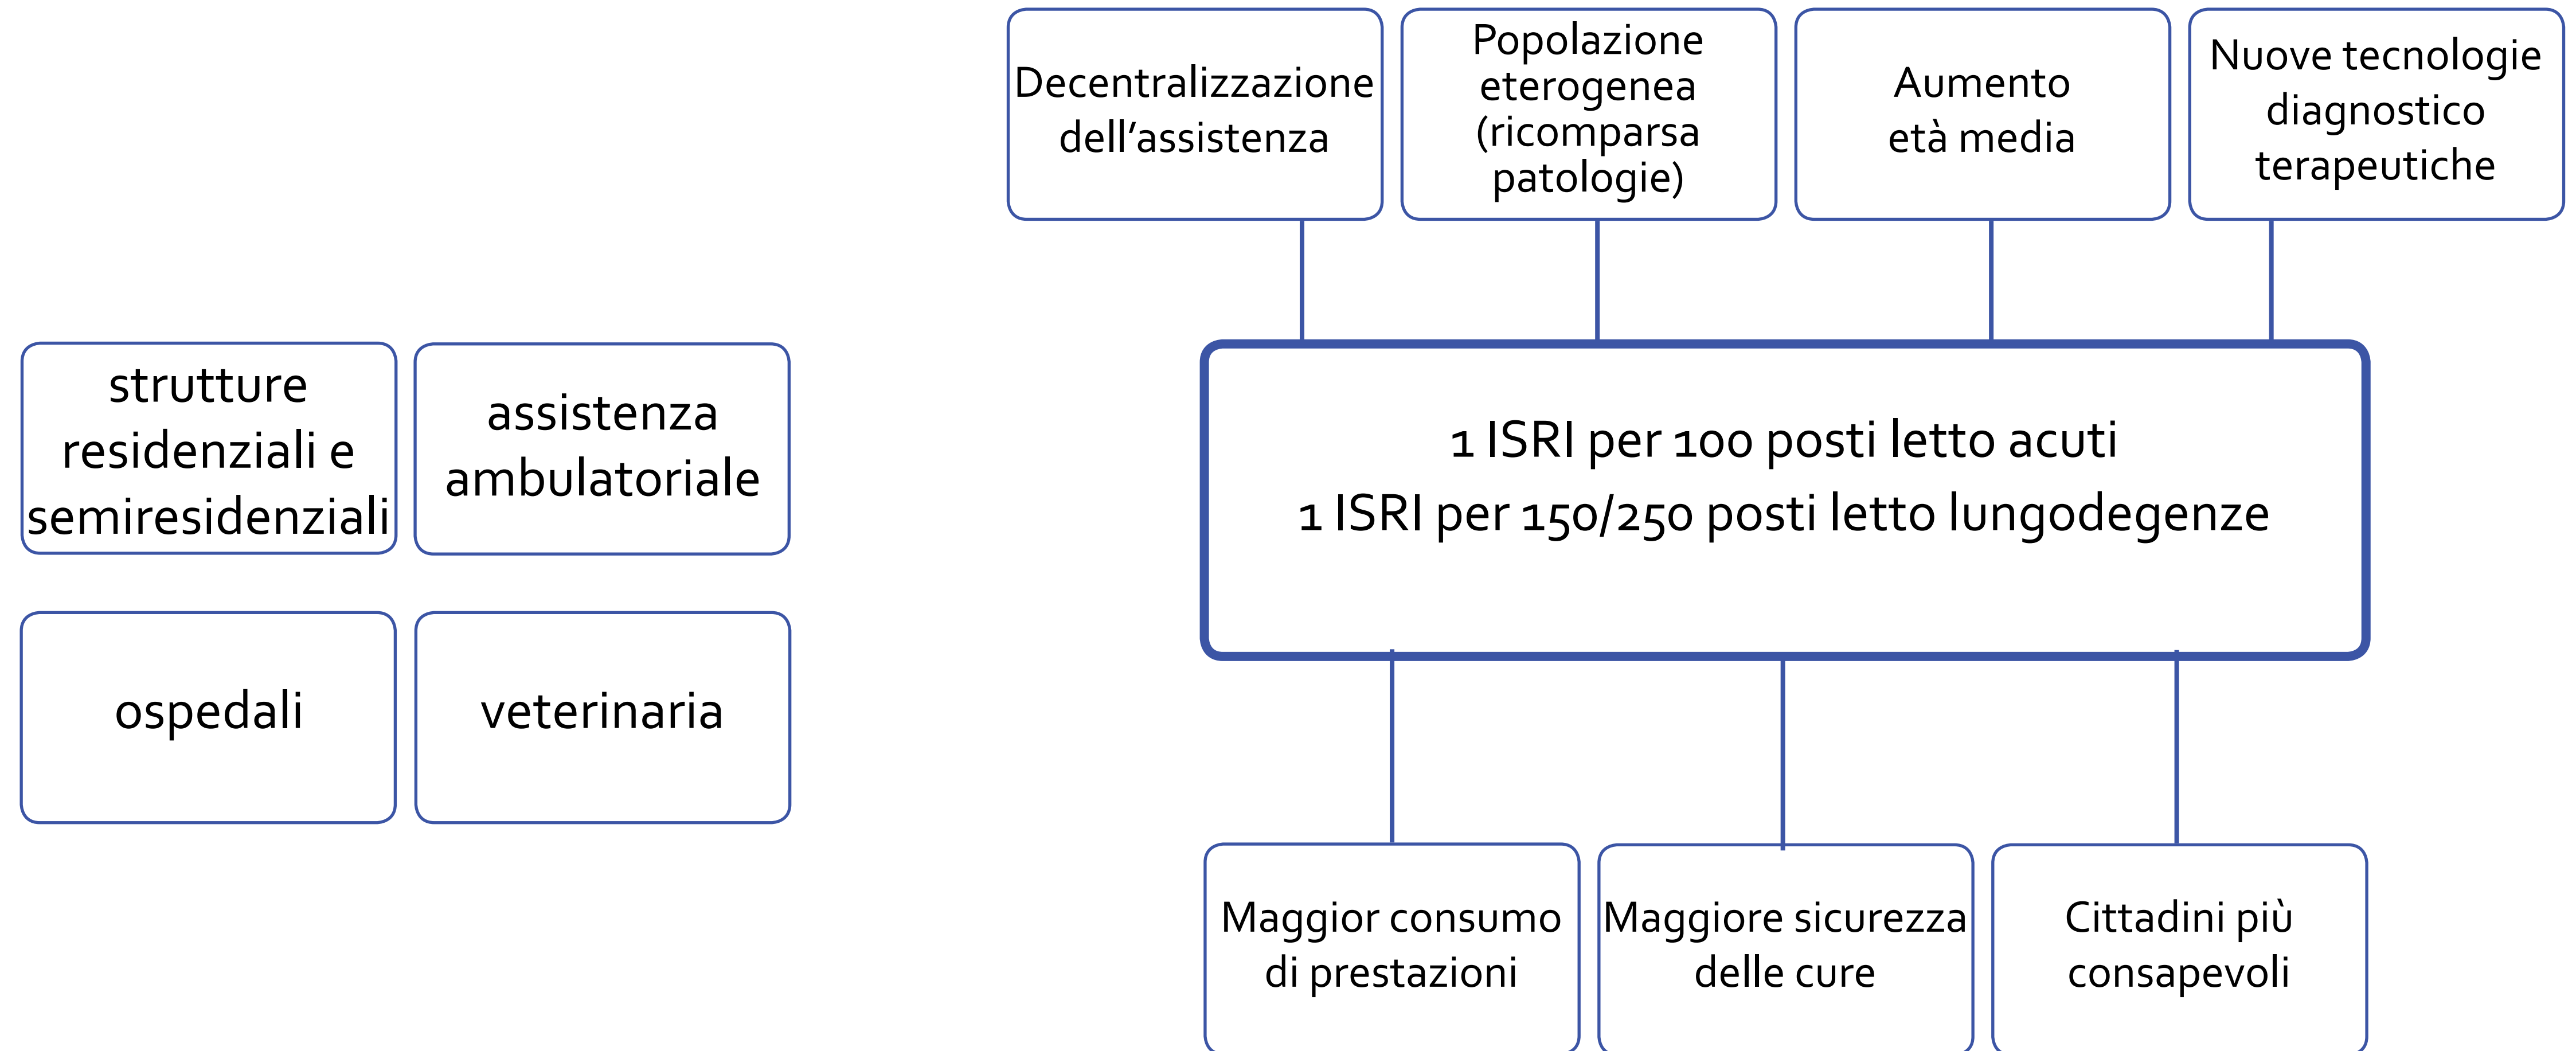 Decentralizzazione
dell’assistenza
Popolazione
eterogenea
(ricomparsa
patologie)
Aumento
età media
Nuove tecnologie
diagnostico
terapeutiche
strutture
residenziali e
semiresidenziali
assistenza
ambulatoriale
ospedali
veterinaria
1 ISRI per 100 posti letto acuti
1 ISRI per 150/250 posti letto lungodegenze
Maggior consumo
di prestazioni
Maggiore sicurezza
delle cure
Cittadini più
consapevoli